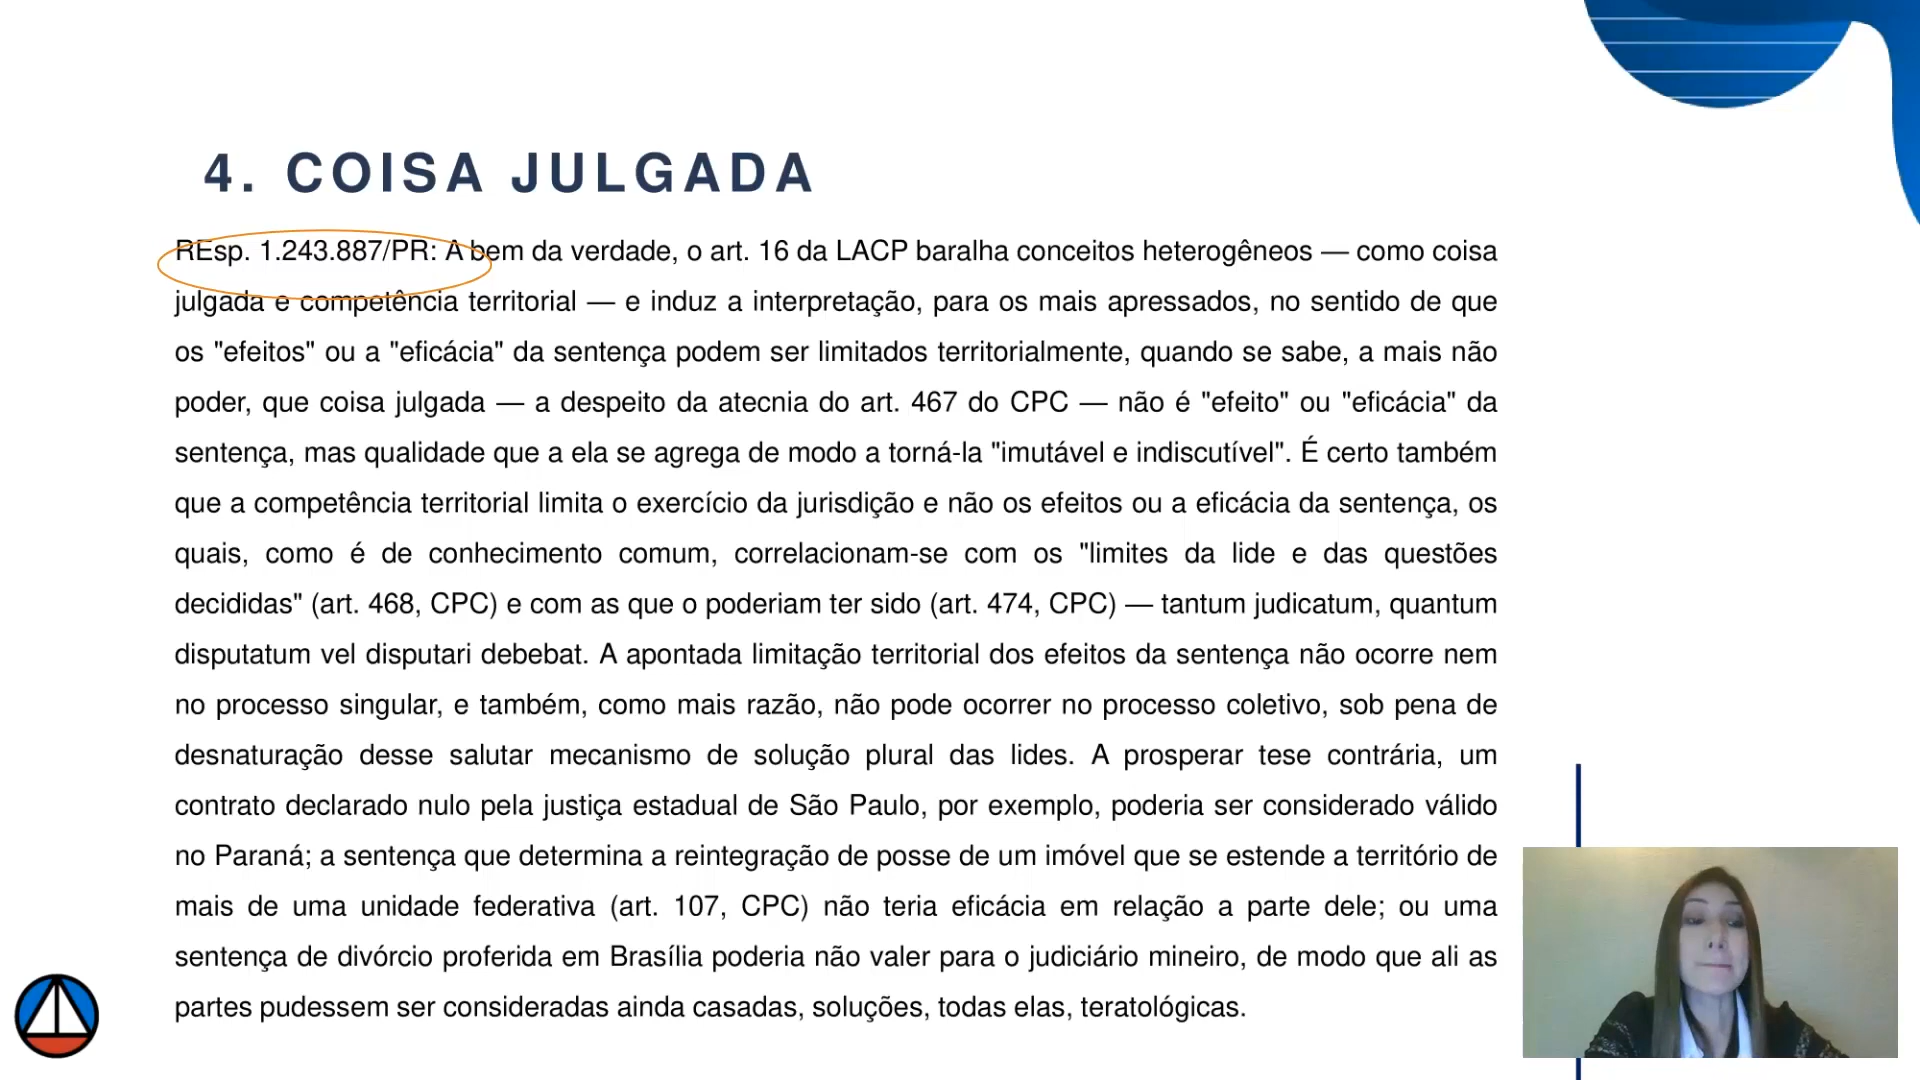 4. COISA JULGADA
REsp. 1.243.887/PR: A bem da verdade, o art. 16 da LACP baralha conceitos heterogêneos — como coisa
julgada e competência territorial — e induz a interpretação, para os mais apressados, no sentido de que
os "efeitos" ou a "eficácia" da sentença podem ser limitados territorialmente, quando se sabe, a mais não
poder, que coisa julgada — a despeito da atecnia do art. 467 do CPC — não é "efeito" ou "eficácia" da
sentença, mas qualidade que a ela se agrega de modo a torná-la "imutável e indiscutível". É certo também
que a competência territorial limita o exercício da jurisdição e não os efeitos ou a eficácia da sentença, os
quais, como é de conhecimento comum, correlacionam-se com os "limites da lide e das questões
decididas" (art. 468, CPC) e com as que o poderiam ter sido (art. 474, CPC) — tantum judicatum, quantum
disputatum vel disputari debebat. A apontada limitação territorial dos efeitos da sentença não ocorre nem
no processo singular, e também, como mais razão, não pode ocorrer no processo coletivo, sob pena de
desnaturação desse salutar mecanismo de solução plural das lides. A prosperar tese contrária, um
contrato declarado nulo pela justiça estadual de São Paulo, por exemplo, poderia ser considerado válido
no Paraná; a sentença que determina a reintegração de posse de um imóvel que se estende a território de
mais de uma unidade federativa (art. 107, CPC) não teria eficácia em relação a parte dele; ou uma
sentença de divórcio proferida em Brasília poderia não valer para o judiciário mineiro, de modo que ali as
partes pudessem ser consideradas ainda casadas, soluções, todas elas, teratológicas.